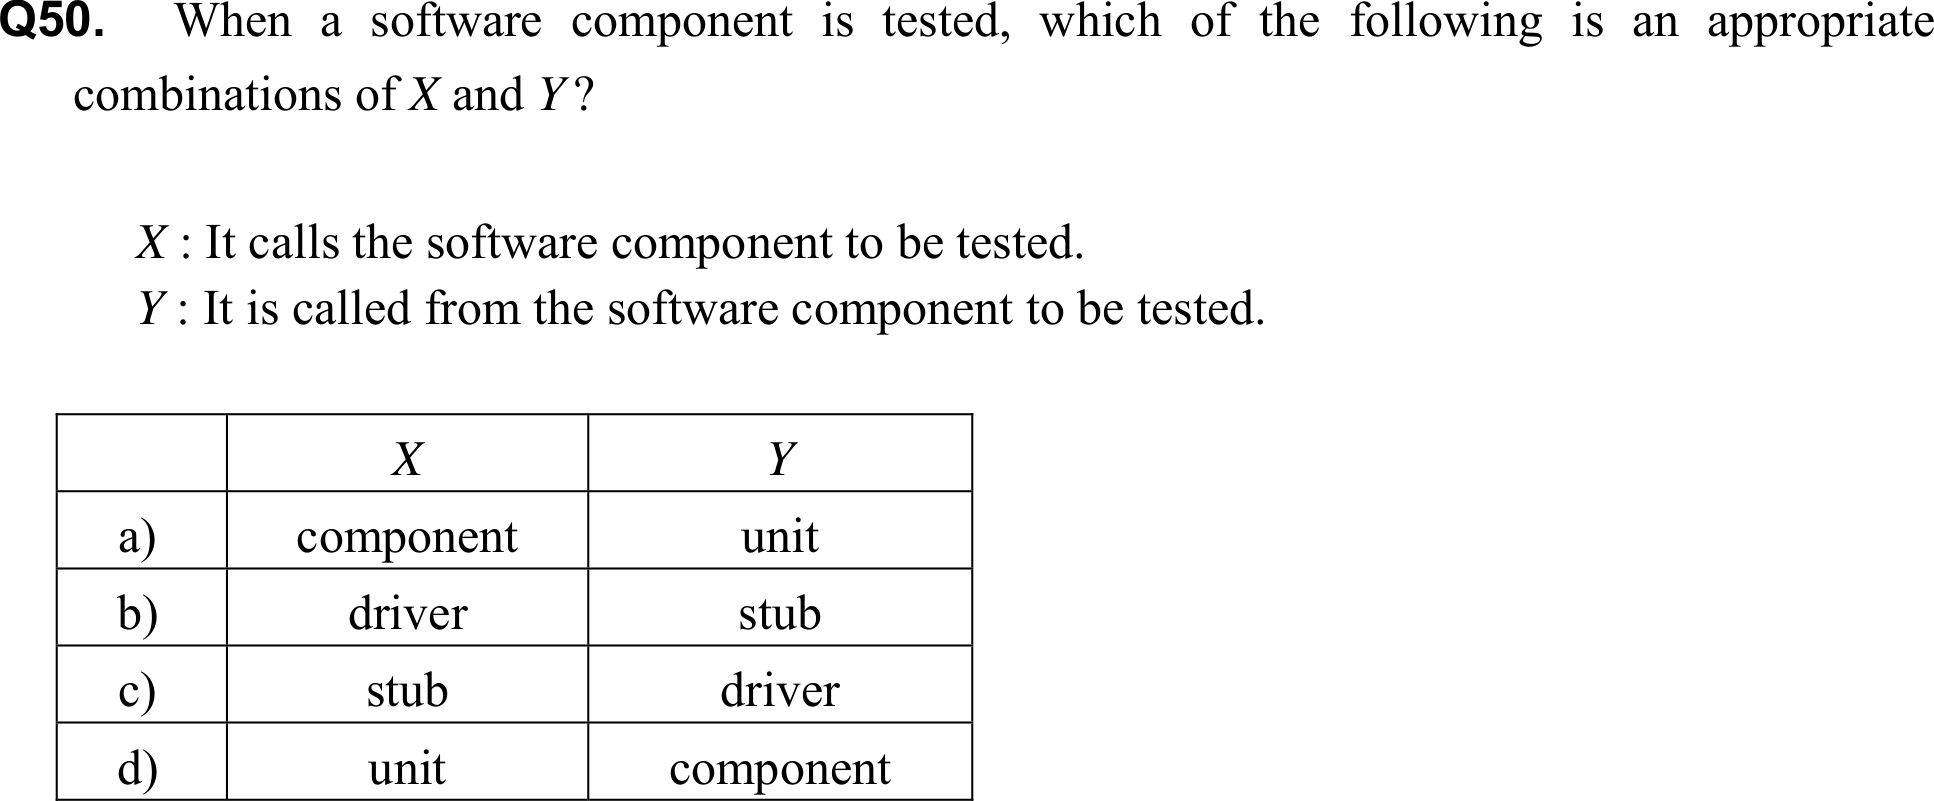 Q50. When a software component is tested, which of the following is an appropriate
combinations of X and Y?
X : It calls the software component to be tested.
Y : It is called from the software component to be tested.
X Y
a) component unit
b) driver stub
c) stub driver
d) unit component